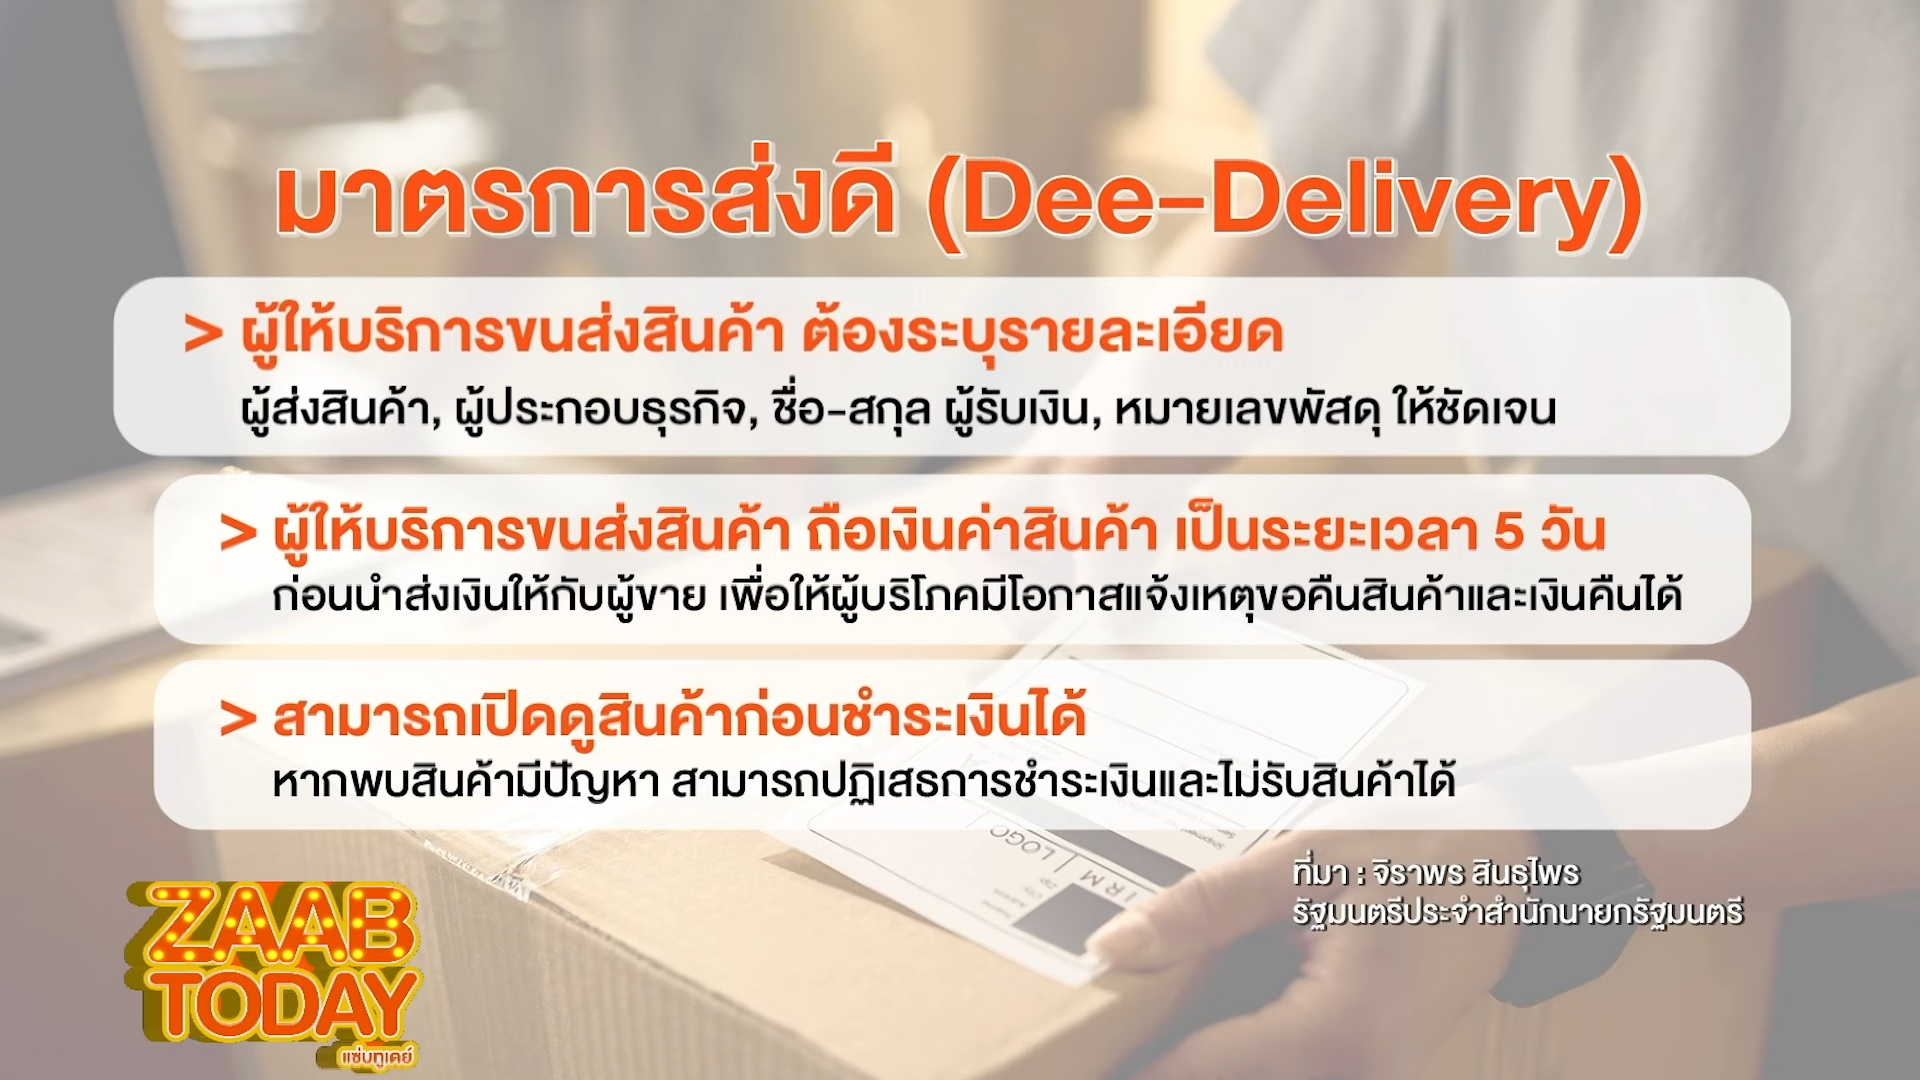 มาตรการส่งดี (Dee-Delivery)
> ผู้ให้บริการขนส่งสินค้า ต้องระบุรายละเอียด
ผู้ส่งสินค้า, ผู้ประกอบธุรกิจ, ชื่อ-สกุล ผู้รับเงิน, หมายเลขพัสดุ ให้ชัดเจน
> ผู้ให้บริการขนส่งสินค้า ถือเงินค่าสินค้า เป็นระยะเวลา 5 วัน
ก่อนนำส่งเงินให้กับผู้ขาย เพื่อให้ผู้บริโภคมีโอกาสแจ้งเหตุขอคืนสินค้าและเงินคืนได้
> สามารถเปิดดูสินค้าก่อนชำระเงินได้
หากพบสินค้ามีปัญหา สามารถปฏิเสธการชำระเงินและไม่รับสินค้าได้
LOGO
ที่มา : จิราพร สินธุไพร
รัฐมนตรีประจำสำนักนายกรัฐมนตรี
ZAAB
TODAY
แซ่บทูเดย์